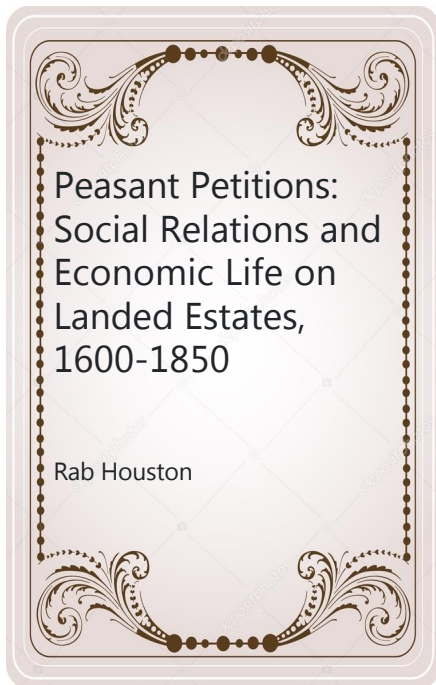 Peasant Petitions:
Social Relations and
Economic Life on
Landed Estates,
1600-1850
Rab Houston